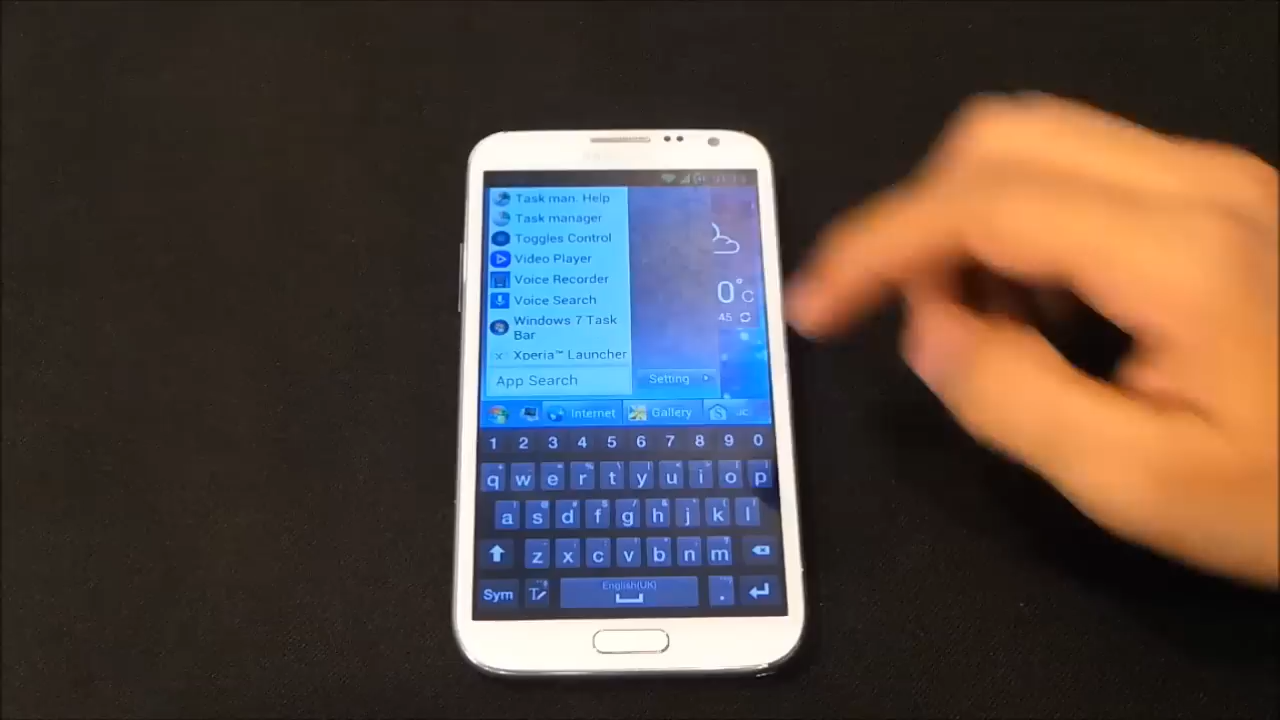 Task man. Help
Task manager
Toggles Control
Video Player
Voice Recorder
Voice Search
Windows 7 Task
Bar
Xperia™ Launcher
App Search
Setting
0°C
45
Internet
Gallery
1 2 3 4 5 6 7 8 9 0
q w e r t y u i o p
a s d f g h j k l
z x c v b n m
Sym
English(UK)
.